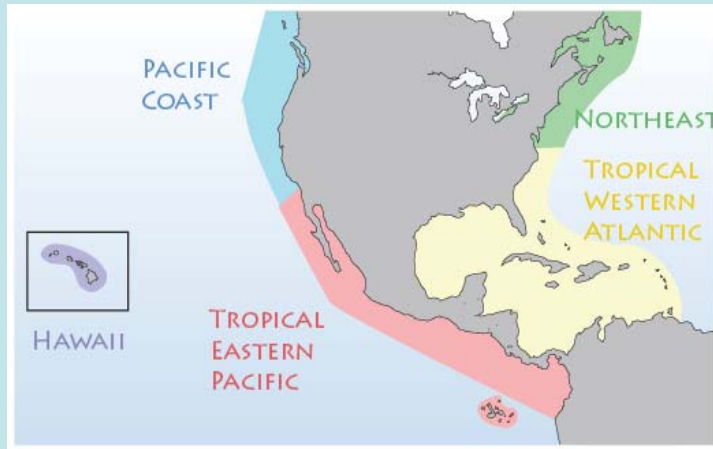 PACIFIC
COAST
NORTHEAST
TROPICAL
WESTERN
ATLANTIC
HAWAII
TROPICAL
EASTERN
PACIFIC